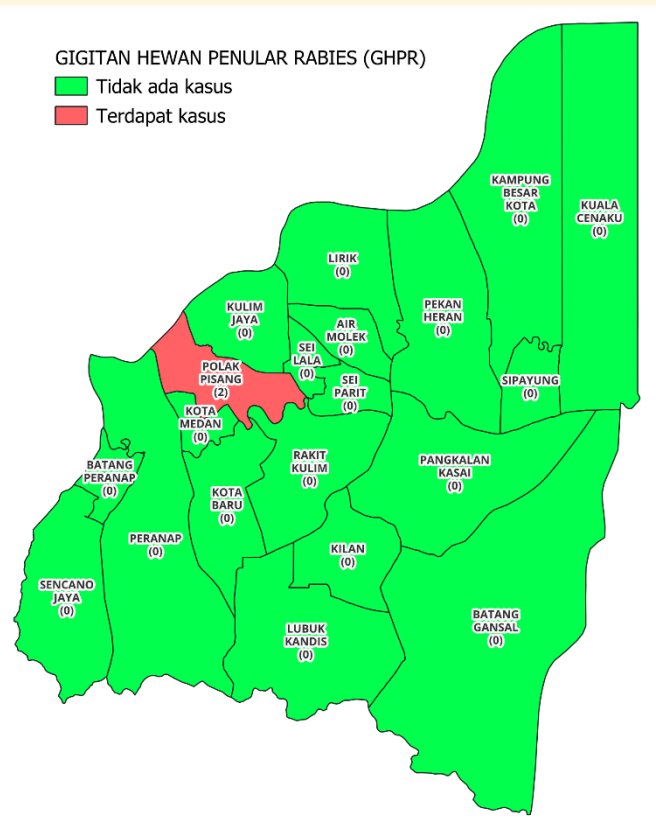 GIGITAN HEWAN PENULAR RABIES (GHPR)
Tidak ada kasus
Terdapat kasus
KAMPUNG
BESAR
KOTA
(0)
KUALA
CENAKU
(0)
LIRIK
(0)
PEKAN
HERAN
(0)
KULIM
JAYA
(0)
AIR
MOLEK
(0)
SEI
LALA
(0)
POLAK
PISANG
(2)
SEI
PARIT
(0)
SIPAYUNG
(0)
KOTA
MEDAN
(0)
BATANG
PERANAP
(0)
RAKIT
KULIM
(0)
PANGKALAN
KASAI
(0)
KOTA
BARU
(0)
PERANAP
(0)
KILAN
(0)
SENCANO
JAYA
(0)
LUBUK
KANDIS
(0)
BATANG
GANSAL
(0)